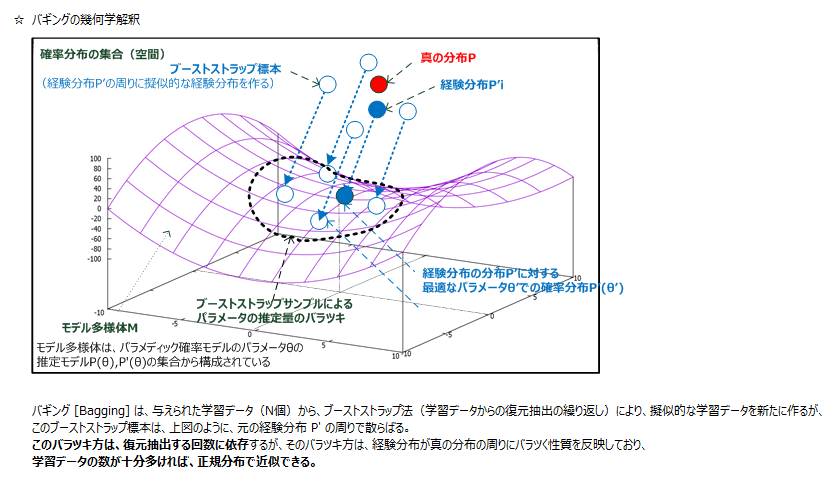 ☆ バギングの幾何学解釈
確率分布の集合（空間）
ブーストストラップ標本
（経験分布P'の周りに擬似的な経験分布を作る）
真の分布P
経験分布P'i
100
80
60
40
20
0
-20
-40
-60
-80
-100
-10
-5
0
5
10
-10
-5
0
5
10
経験分布の分布P'に対する
最適なパラメータθ'での確率分布P'(θ')
ブーストストラップサンプルによる
パラメータの推定量のバラツキ
モデル多様体M
モデル多様体は、パラメディック確率モデルのパラメータθの
推定モデルP(θ),P'(θ)の集合から構成されている
バギング [Bagging] は、与えられた学習データ（N個）から、ブーストストラップ法（学習データからの復元抽出の繰り返し）により、擬似的な学習データを新たに作るが、
このブーストストラップ標本は、上図のように、元の経験分布 P' の周りで散らばる。
このバラツキ方は、復元抽出する回数に依存するが、そのバラツキ方は、経験分布が真の分布の周りにバラツく性質を反映しており、
学習データの数が十分多ければ、正規分布で近似できる。